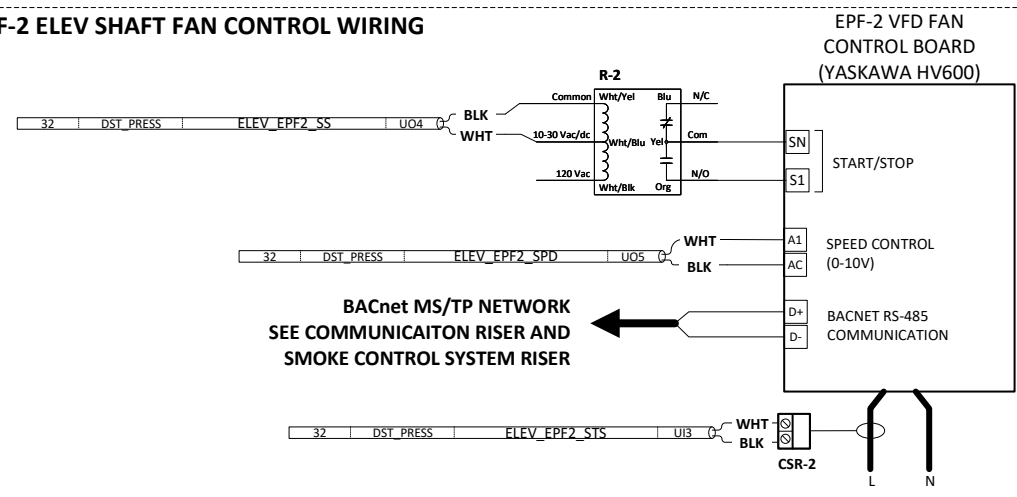 F-2 ELEV SHAFT FAN CONTROL WIRING
EPF-2 VFD FAN
CONTROL BOARD
(YASKAWA HV600)
R-2
Common
Wht/Yel
Blu
N/C
BLK
32 DST_PRESS ELEV_EPF2_SS UO4
WHT
10-30 Vac/dc
Wht/Blu
Yel
Com
SN
START/STOP
120 Vac
Wht/Blk
Org
N/O
S1
WHT
A1
SPEED CONTROL
32 DST_PRESS ELEV_EPF2_SPD UO5
(0-10V)
BLK
AC
BACnet MS/TP NETWORK
SEE COMMUNICAITON RISER AND
SMOKE CONTROL SYSTEM RISER
D+
BACNET RS-485
COMMUNICATION
D-
WHT
32 DST_PRESS ELEV_EPF2_STS UI3
BLK
CSR-2
L
N